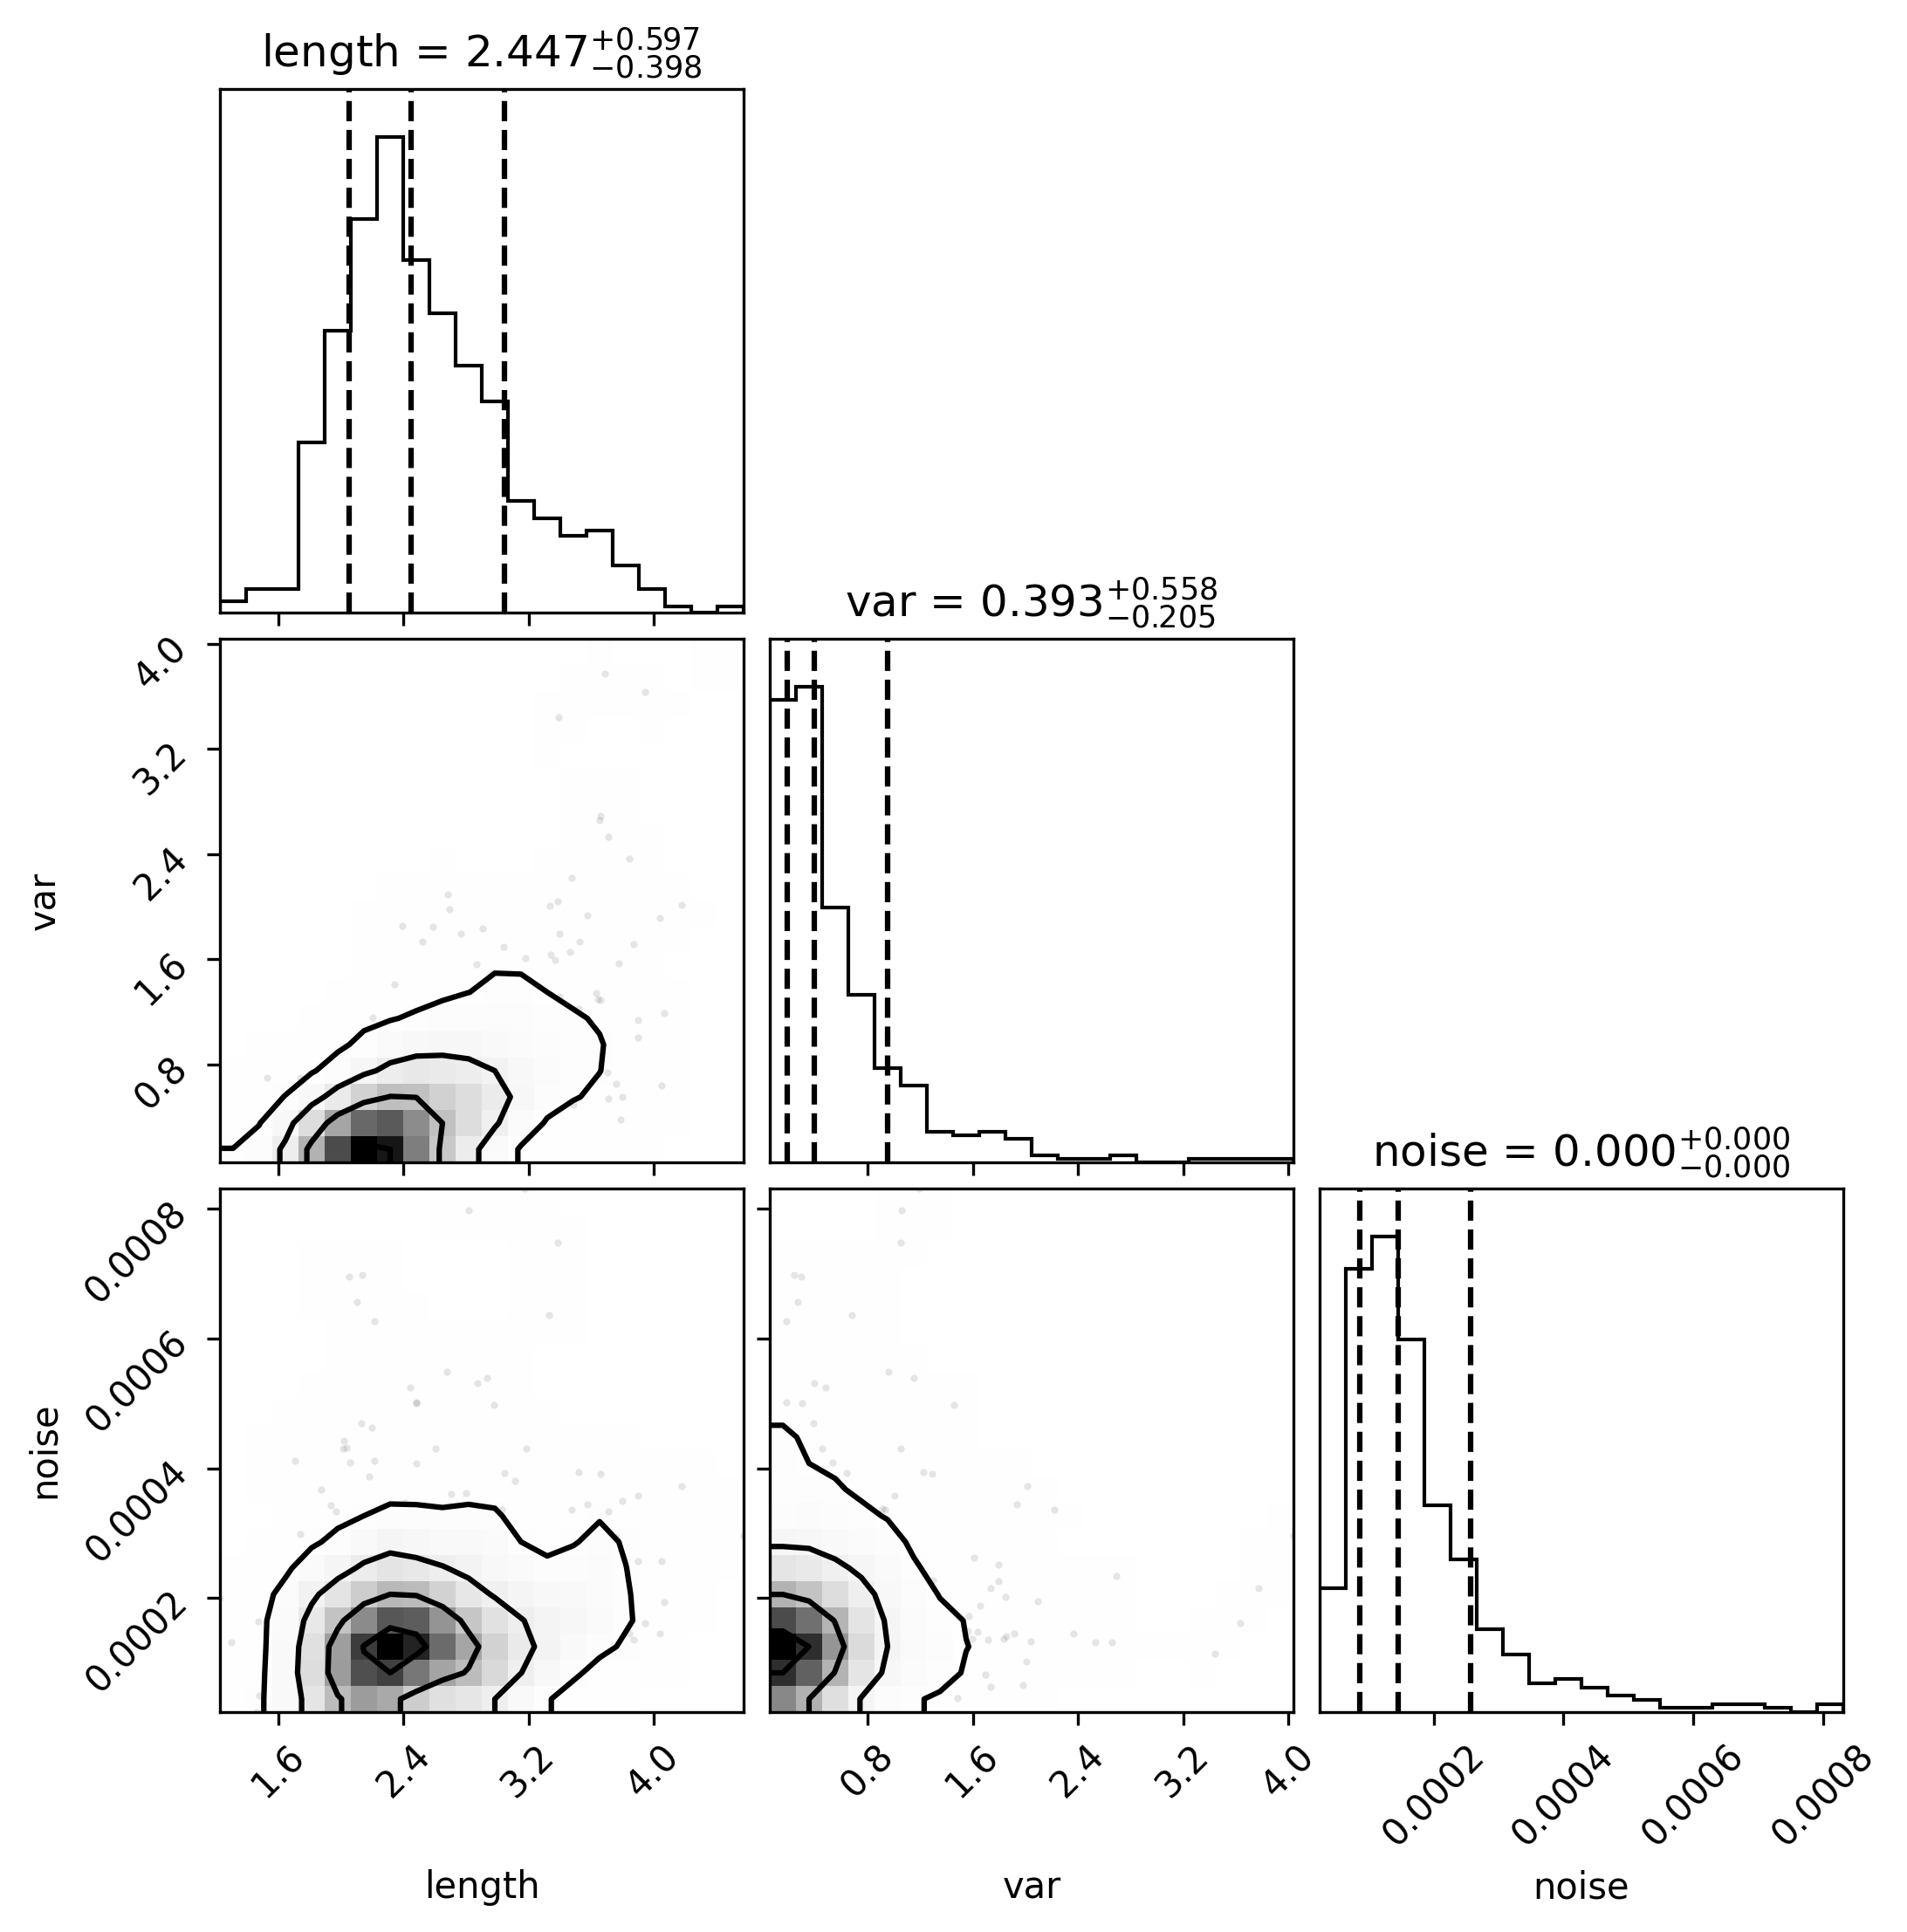 length = 2.447 +0.597 −0.398
var = 0.393 +0.558 −0.205
4.0
3.2
2.4
1.6
0.8
var
noise = 0.000 +0.000 −0.000
0.0008
0.0006
0.0004
0.0002
noise
1.6 2.4 3.2 4.0
0.8 1.6 2.4 3.2 4.0
0.0002 0.0004 0.0006 0.0008
length
var
noise